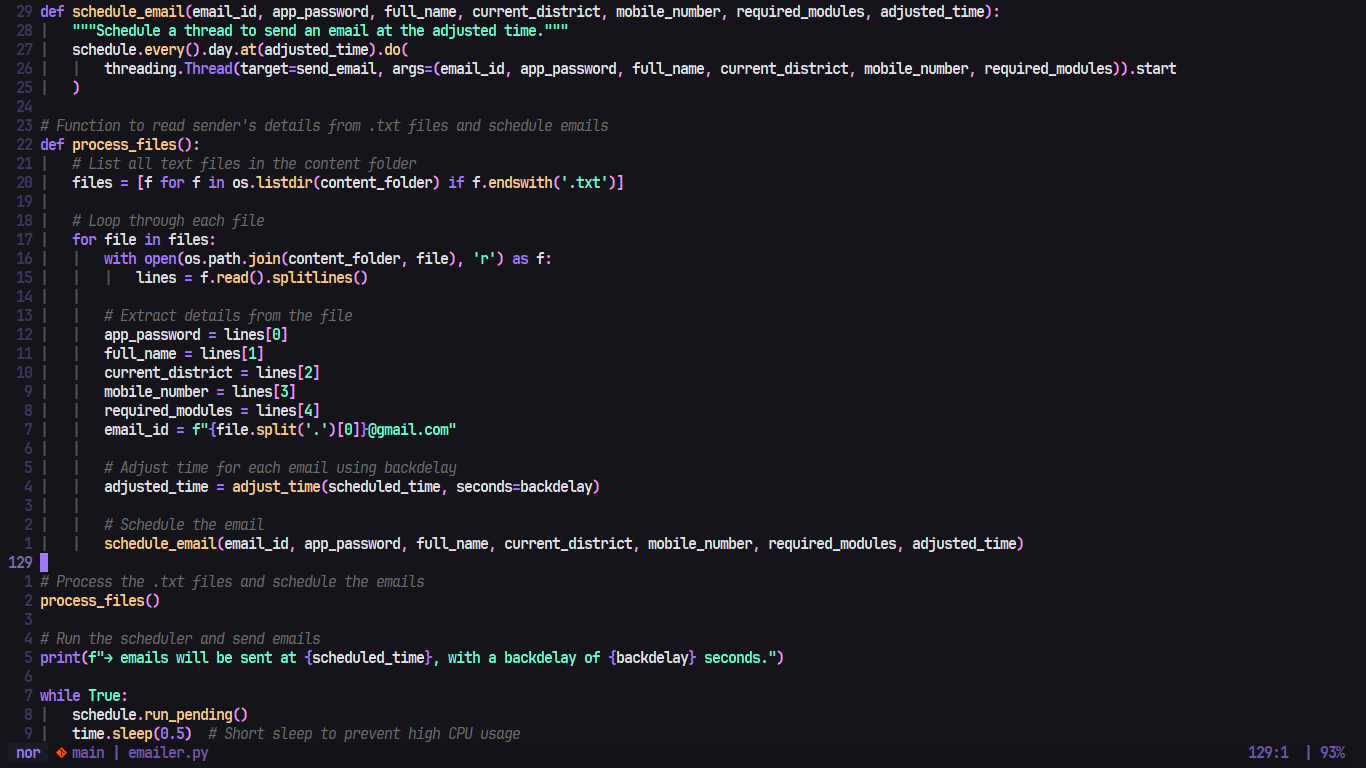 29 def schedule_email(email_id, app_password, full_name, current_district, mobile_number, required_modules, adjusted_time):
28     """Schedule a thread to send an email at the adjusted time."""
27     schedule.every().day.at(adjusted_time).do(
26         threading.Thread(target=send_email, args=(email_id, app_password, full_name, current_district, mobile_number, required_modules)).start
25     )
24
23 # Function to read sender's details from .txt files and schedule emails
22 def process_files():
21     # List all text files in the content folder
20     files = [f for f in os.listdir(content_folder) if f.endswith('.txt')]
19
18     # Loop through each file
17     for file in files:
16         with open(os.path.join(content_folder, file), 'r') as f:
15             lines = f.read().splitlines()
14
13         # Extract details from the file
12         app_password = lines[0]
11         full_name = lines[1]
10         current_district = lines[2]
9         mobile_number = lines[3]
8         required_modules = lines[4]
7         email_id = f"{file.split('.')[0]}@gmail.com"
6
5         # Adjust time for each email using backdelay
4         adjusted_time = adjust_time(scheduled_time, seconds=backdelay)
3
2         # Schedule the email
1         schedule_email(email_id, app_password, full_name, current_district, mobile_number, required_modules, adjusted_time)
129
1 # Process the .txt files and schedule the emails
2 process_files()
3
4 # Run the scheduler and send emails
5 print(f"→ emails will be sent at {scheduled_time}, with a backdelay of {backdelay} seconds.")
6
7 while True:
8     schedule.run_pending()
9     time.sleep(0.5)  # Short sleep to prevent high CPU usage
nor main | emailer.py 129:1 | 93%